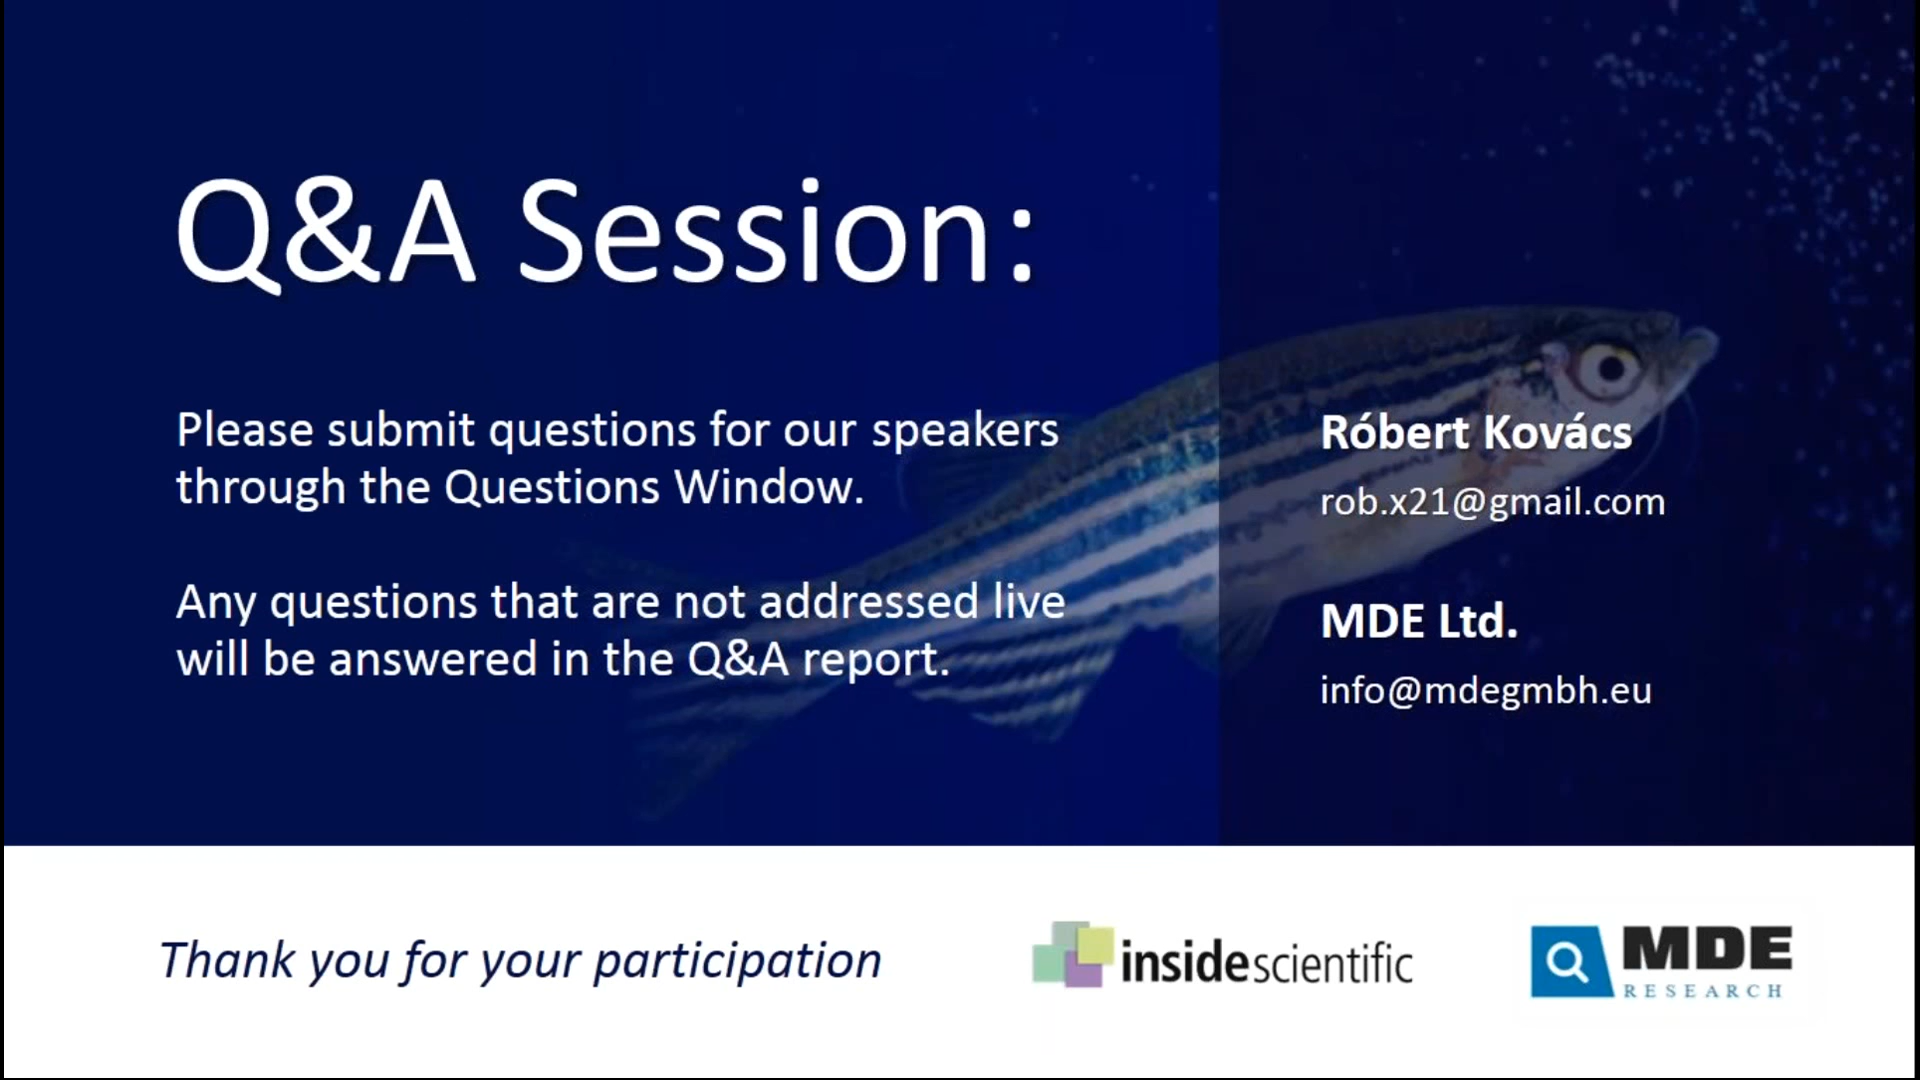 Q&A Session:
Please submit questions for our speakers
through the Questions Window.
Any questions that are not addressed live
will be answered in the Q&A report.
Róbert Kovács
rob.x21@gmail.com
MDE Ltd.
info@mdegmbh.eu
Thank you for your participation
insidescientific
MDE
RESEARCH